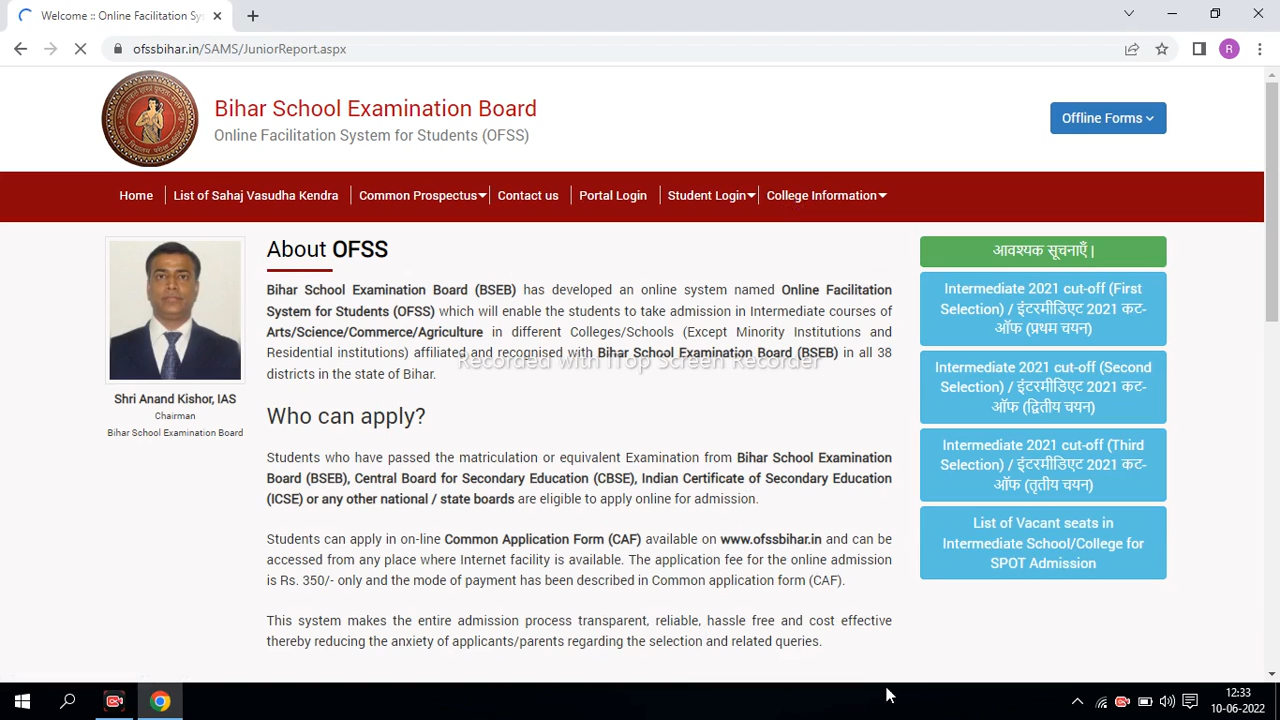 Welcome :: Online Facilitation Sys
ofssbihar.in/SAMS/JuniorReport.aspx
R
Bihar School Examination Board
Online Facilitation System for Students (OFSS)
Offline Forms
Home
List of Sahaj Vasudha Kendra
Common Prospectus
Contact us
Portal Login
Student Login
College Information
Shri Anand Kishor, IAS
Chairman
Bihar School Examination Board
About OFSS
Bihar School Examination Board (BSEB) has developed an online system named Online Facilitation
System for Students (OFSS) which will enable the students to take admission in Intermediate courses of
Arts/Science/Commerce/Agriculture in different Colleges/Schools (Except Minority Institutions and
Residential institutions) affiliated and recognised with Bihar School Examination Board (BSEB) in all 38
districts in the state of Bihar.
Recorded with iTop Screen Recorder
Who can apply?
Students who have passed the matriculation or equivalent Examination from Bihar School Examination
Board (BSEB), Central Board for Secondary Education (CBSE), Indian Certificate of Secondary Education
(ICSE) or any other national / state boards are eligible to apply online for admission.
Students can apply in on-line Common Application Form (CAF) available on www.ofssbihar.in and can be
accessed from any place where Internet facility is available. The application fee for the online admission
is Rs. 350/- only and the mode of payment has been described in Common application form (CAF).
This system makes the entire admission process transparent, reliable, hassle free and cost effective
thereby reducing the anxiety of applicants/parents regarding the selection and related queries.
आवश्यक सूचनाएँ |
Intermediate 2021 cut-off (First
Selection) / इंटरमीडिएट 2021 कट-
ऑफ (प्रथम चयन)
Intermediate 2021 cut-off (Second
Selection) / इंटरमीडिएट 2021 कट-
ऑफ (द्वितीय चयन)
Intermediate 2021 cut-off (Third
Selection) / इंटरमीडिएट 2021 कट-
ऑफ (तृतीय चयन)
List of Vacant seats in
Intermediate School/College for
SPOT Admission
12:33
10-06-2022